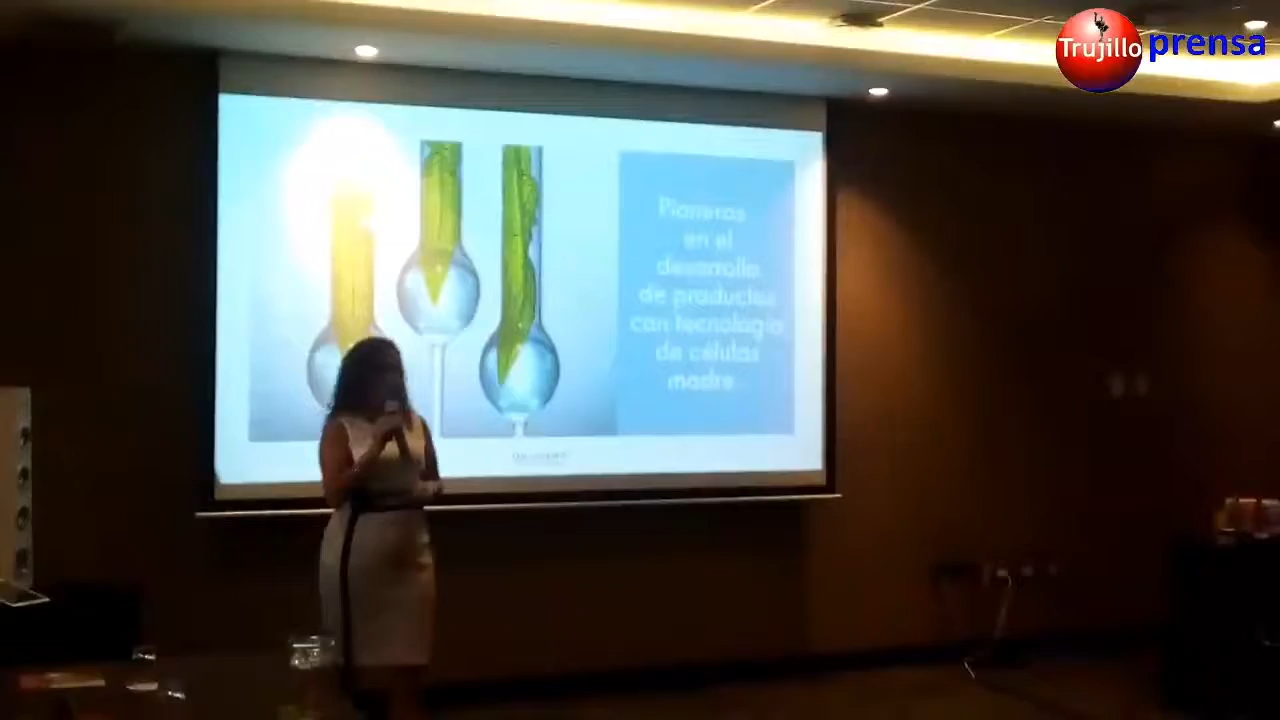 Trujillo prensa
Pioneros
en el
desarrollo
de productos
con tecnología
de células
madre